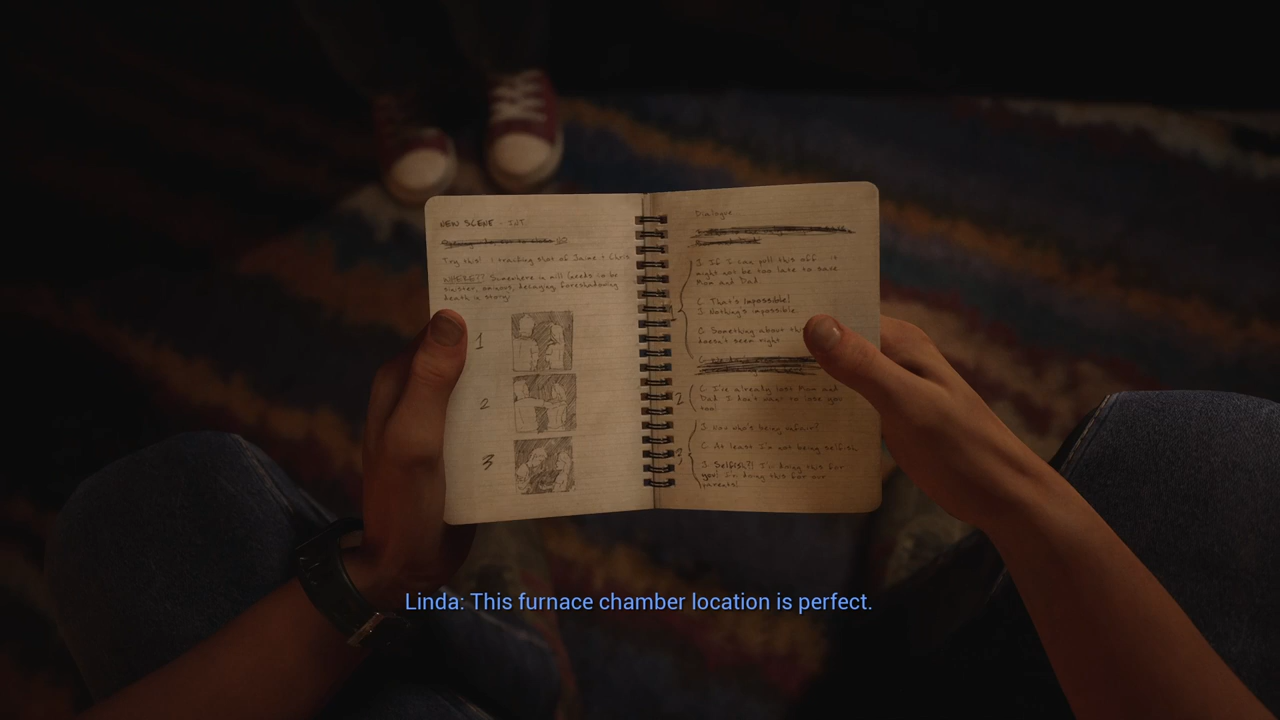 NEW SCENE - INT.
Try this! 1 tracking shot of Jaime + Chris
WHERE?! Somewhere in mill (needs to be
sinister, ominous, decaying, foreshadowing
death in story)
1
2
3
Dialogue
J. If I can pull this off it
might not be too late to save
Mom and Dad
C. That's impossible!
J. Nothing's impossible
C. Something about this
doesn't seem right
2
C. I've already lost Mom and
Dad. I don't want to lose you
too!
3
J. Now who's being unfair?
C. At least I'm not being selfish
J. Selfish?! I'm doing this for
you! I'm doing this for our
parents!
Linda: This furnace chamber location is perfect.